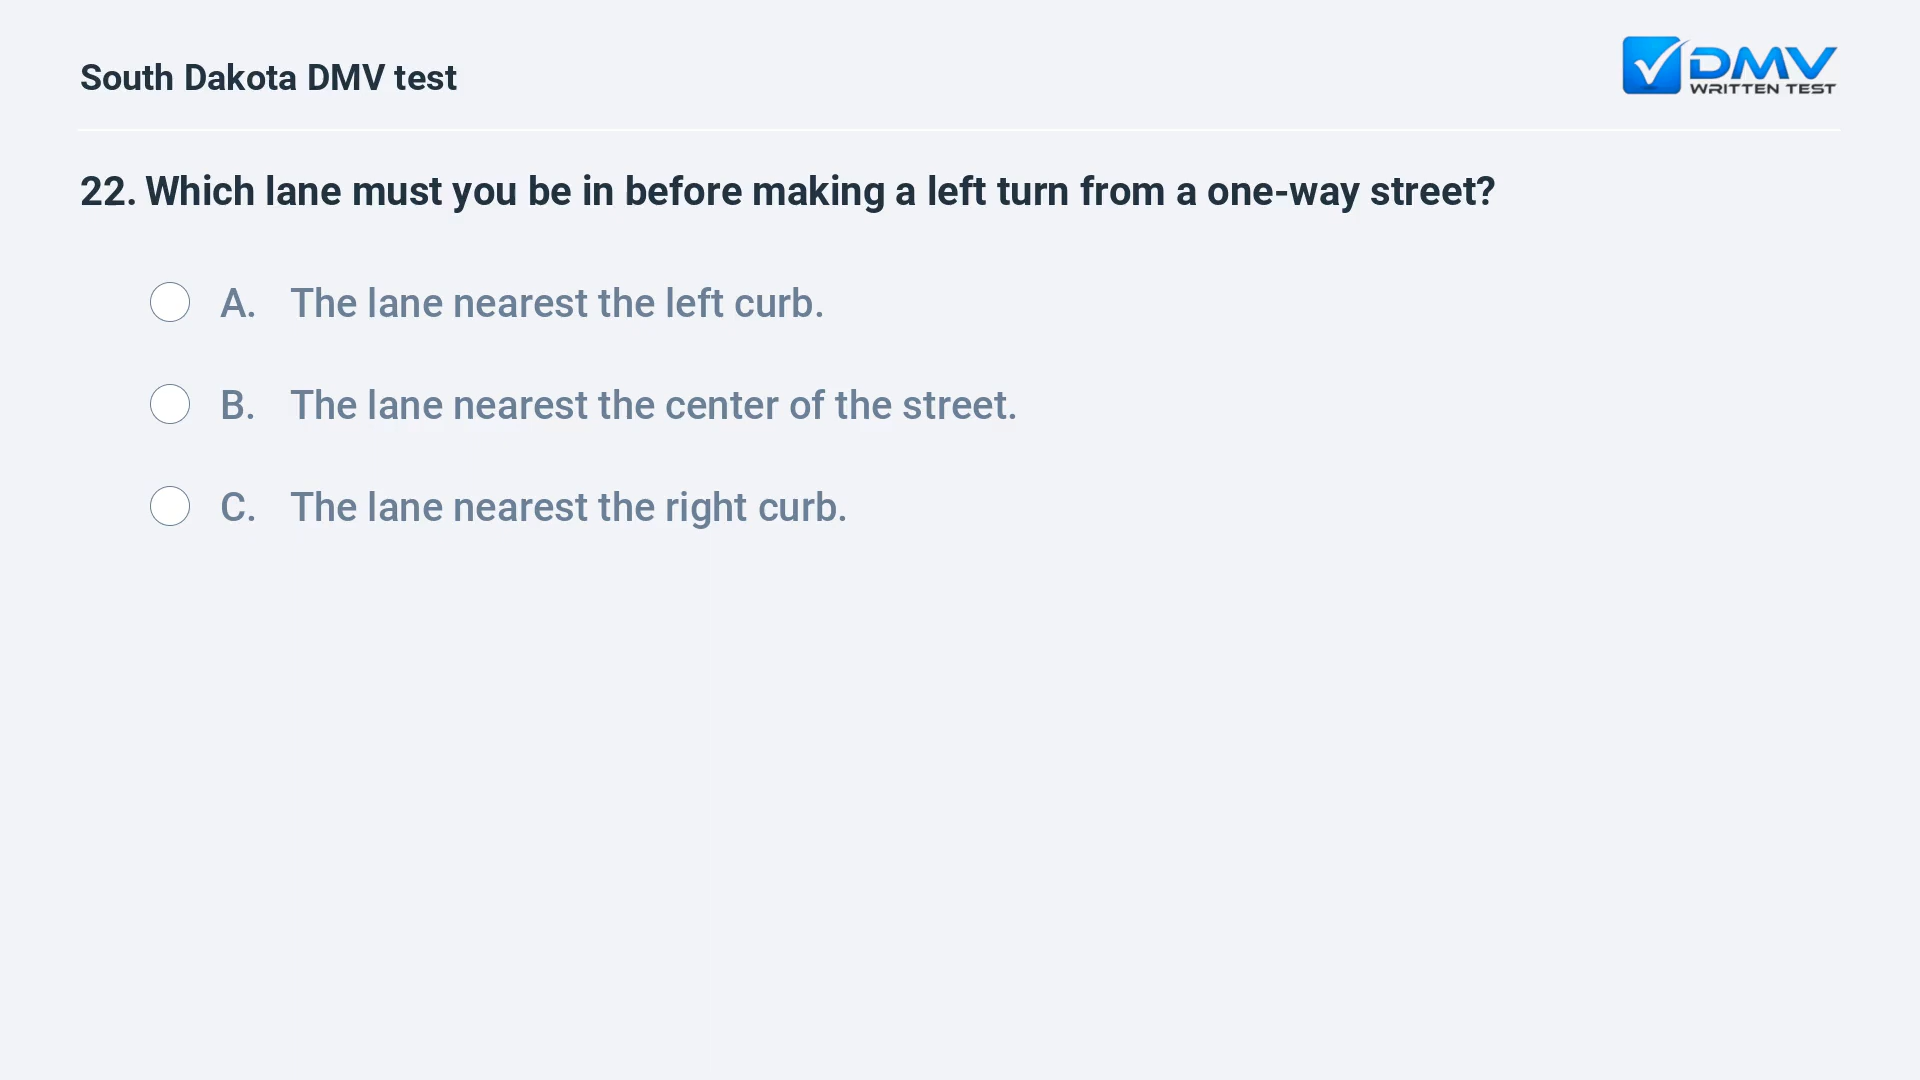 South Dakota DMV test
DMV
WRITTEN TEST
22. Which lane must you be in before making a left turn from a one-way street?
A. The lane nearest the left curb.
B. The lane nearest the center of the street.
C. The lane nearest the right curb.